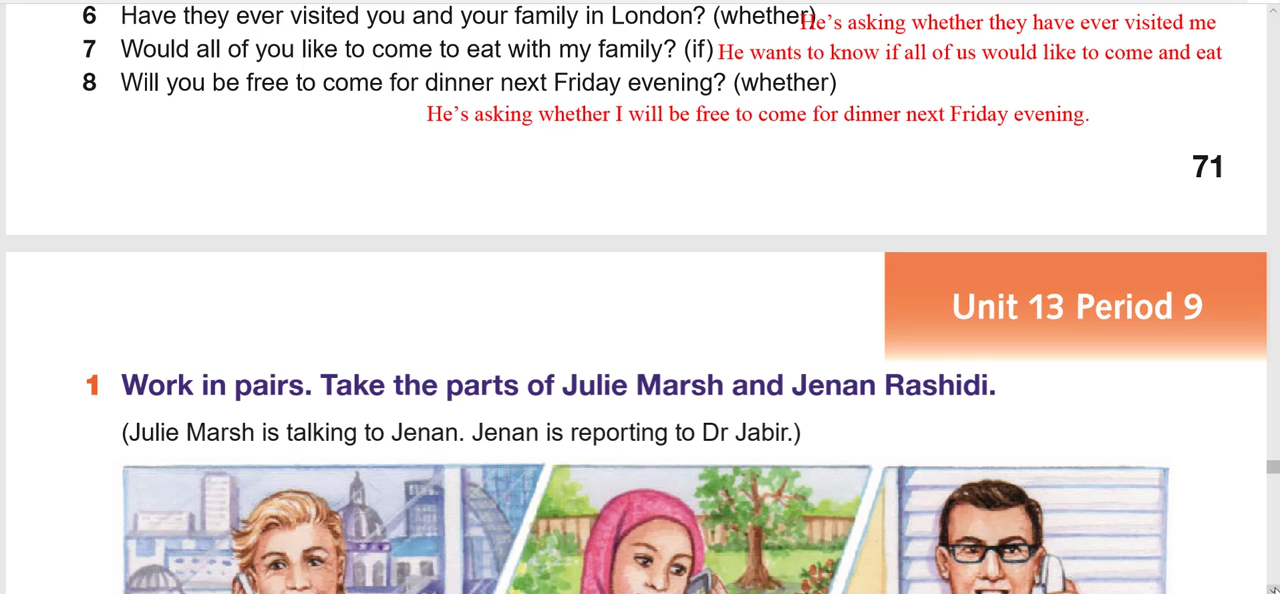 6 Have they ever visited you and your family in London? (whether) He's asking whether they have ever visited me
7 Would all of you like to come to eat with my family? (if) He wants to know if all of us would like to come and eat
8 Will you be free to come for dinner next Friday evening? (whether)
He's asking whether I will be free to come for dinner next Friday evening.
71
Unit 13 Period 9
1 Work in pairs. Take the parts of Julie Marsh and Jenan Rashidi.
(Julie Marsh is talking to Jenan. Jenan is reporting to Dr Jabir.)